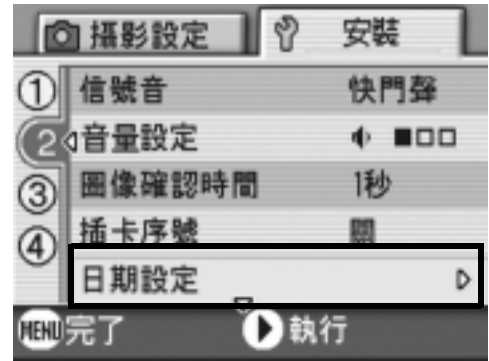 攝影設定 安裝
① 信號音 快門聲
② 音量設定
③ 圖像確認時間 1秒
④ 插卡序號 關
日期設定
MENU 完了 執行